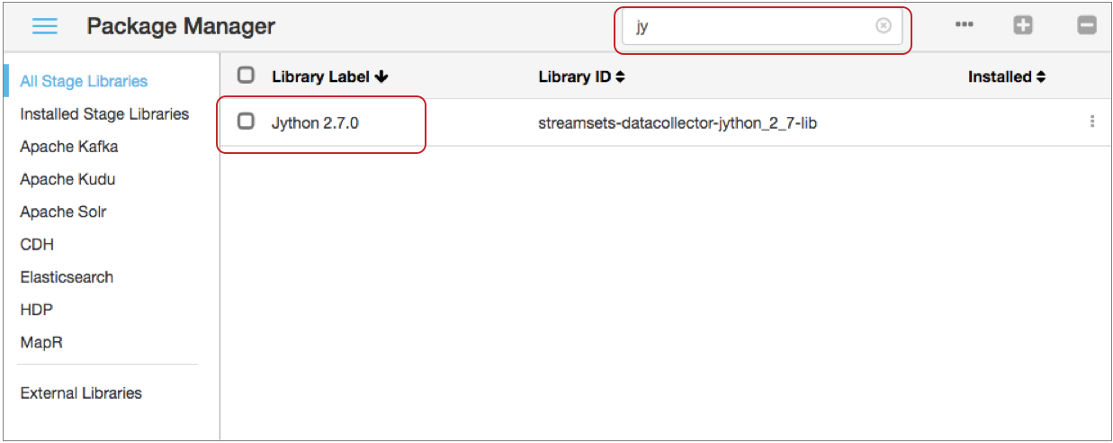 Package Manager
jy
All Stage Libraries
Installed Stage Libraries
Apache Kafka
Apache Kudu
Apache Solr
CDH
Elasticsearch
HDP
MapR
External Libraries
Library Label Library ID Installed
Jython 2.7.0 streamsets-datacollector-jython_2_7-lib